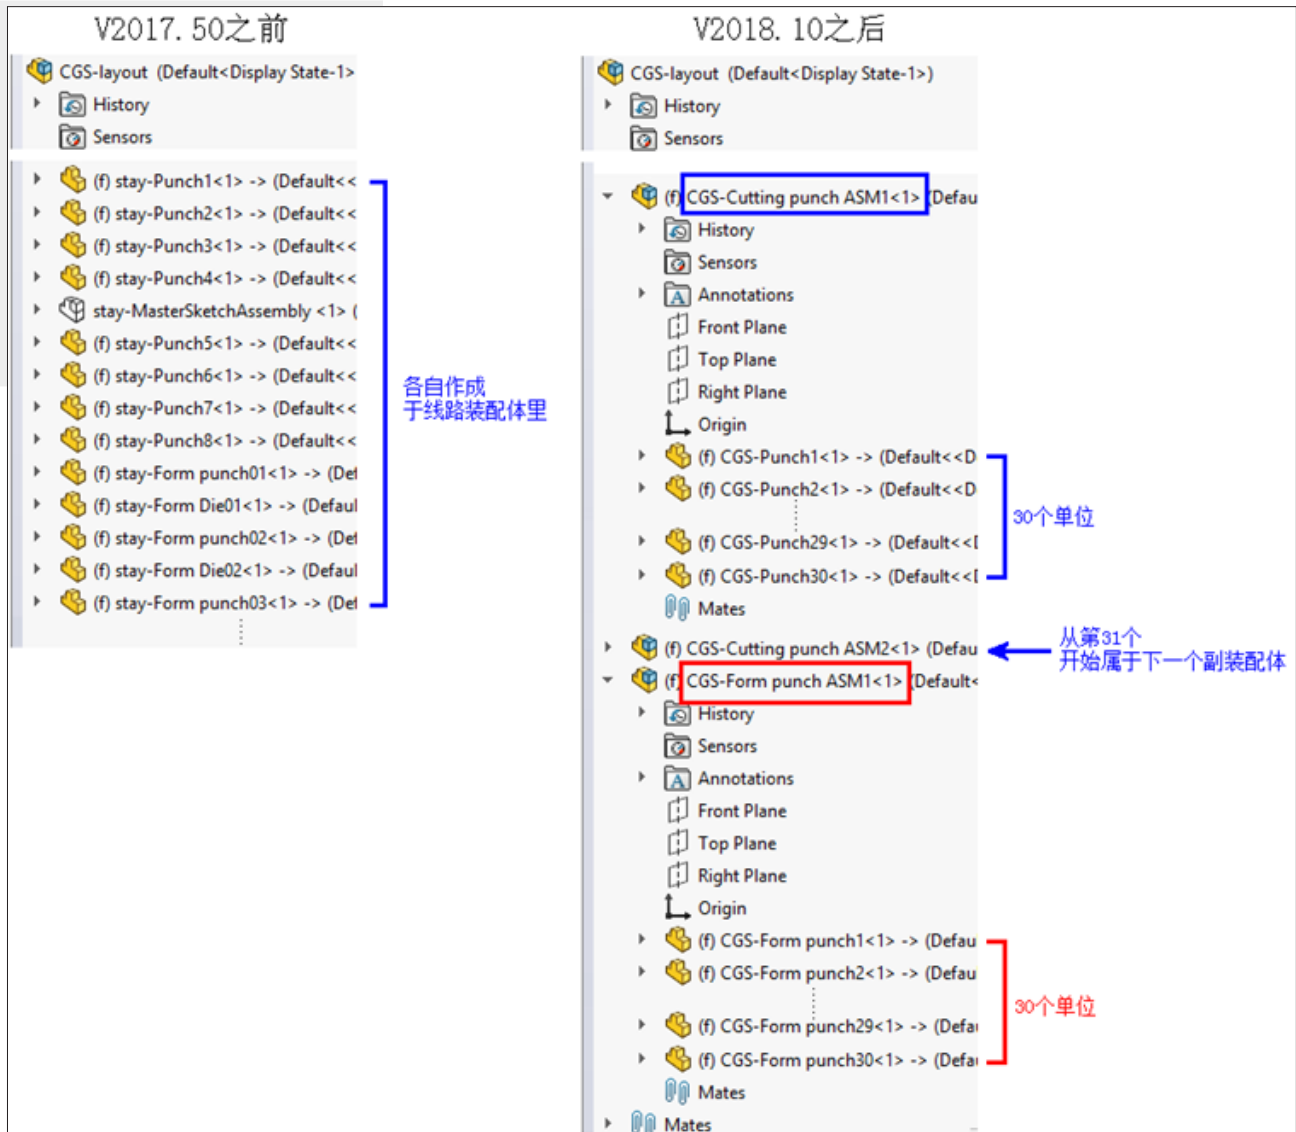 V2017.50之前
CGS-layout (Default<Display State-1>
History
Sensors
(f) stay-Punch1<1> -> (Default<<
(f) stay-Punch2<1> -> (Default<<
(f) stay-Punch3<1> -> (Default<<
(f) stay-Punch4<1> -> (Default<<
stay-MasterSketchAssembly <1> (
(f) stay-Punch5<1> -> (Default<<
(f) stay-Punch6<1> -> (Default<<
(f) stay-Punch7<1> -> (Default<<
(f) stay-Punch8<1> -> (Default<<
(f) stay-Form punch01<1> -> (Def
(f) stay-Form Die01<1> -> (Defaul
(f) stay-Form punch02<1> -> (Def
(f) stay-Form Die02<1> -> (Defaul
(f) stay-Form punch03<1> -> (Def
各自作成
于线路装配体里
V2018.10之后
CGS-layout (Default<Display State-1>)
History
Sensors
(f) CGS-Cutting punch ASM1<1> (Defau
History
Sensors
Annotations
Front Plane
Top Plane
Right Plane
Origin
(f) CGS-Punch1<1> -> (Default<<D
(f) CGS-Punch2<1> -> (Default<<D
(f) CGS-Punch29<1> -> (Default<<[
(f) CGS-Punch30<1> -> (Default<<[
30个单位
Mates
(f) CGS-Cutting punch ASM2<1> (Defau
从第31个
开始属于下一个副装配体
(f) CGS-Form punch ASM1<1> (Default<
History
Sensors
Annotations
Front Plane
Top Plane
Right Plane
Origin
(f) CGS-Form punch1<1> -> (Defau
(f) CGS-Form punch2<1> -> (Defau
(f) CGS-Form punch29<1> -> (Defa
(f) CGS-Form punch30<1> -> (Defa
30个单位
Mates
Mates